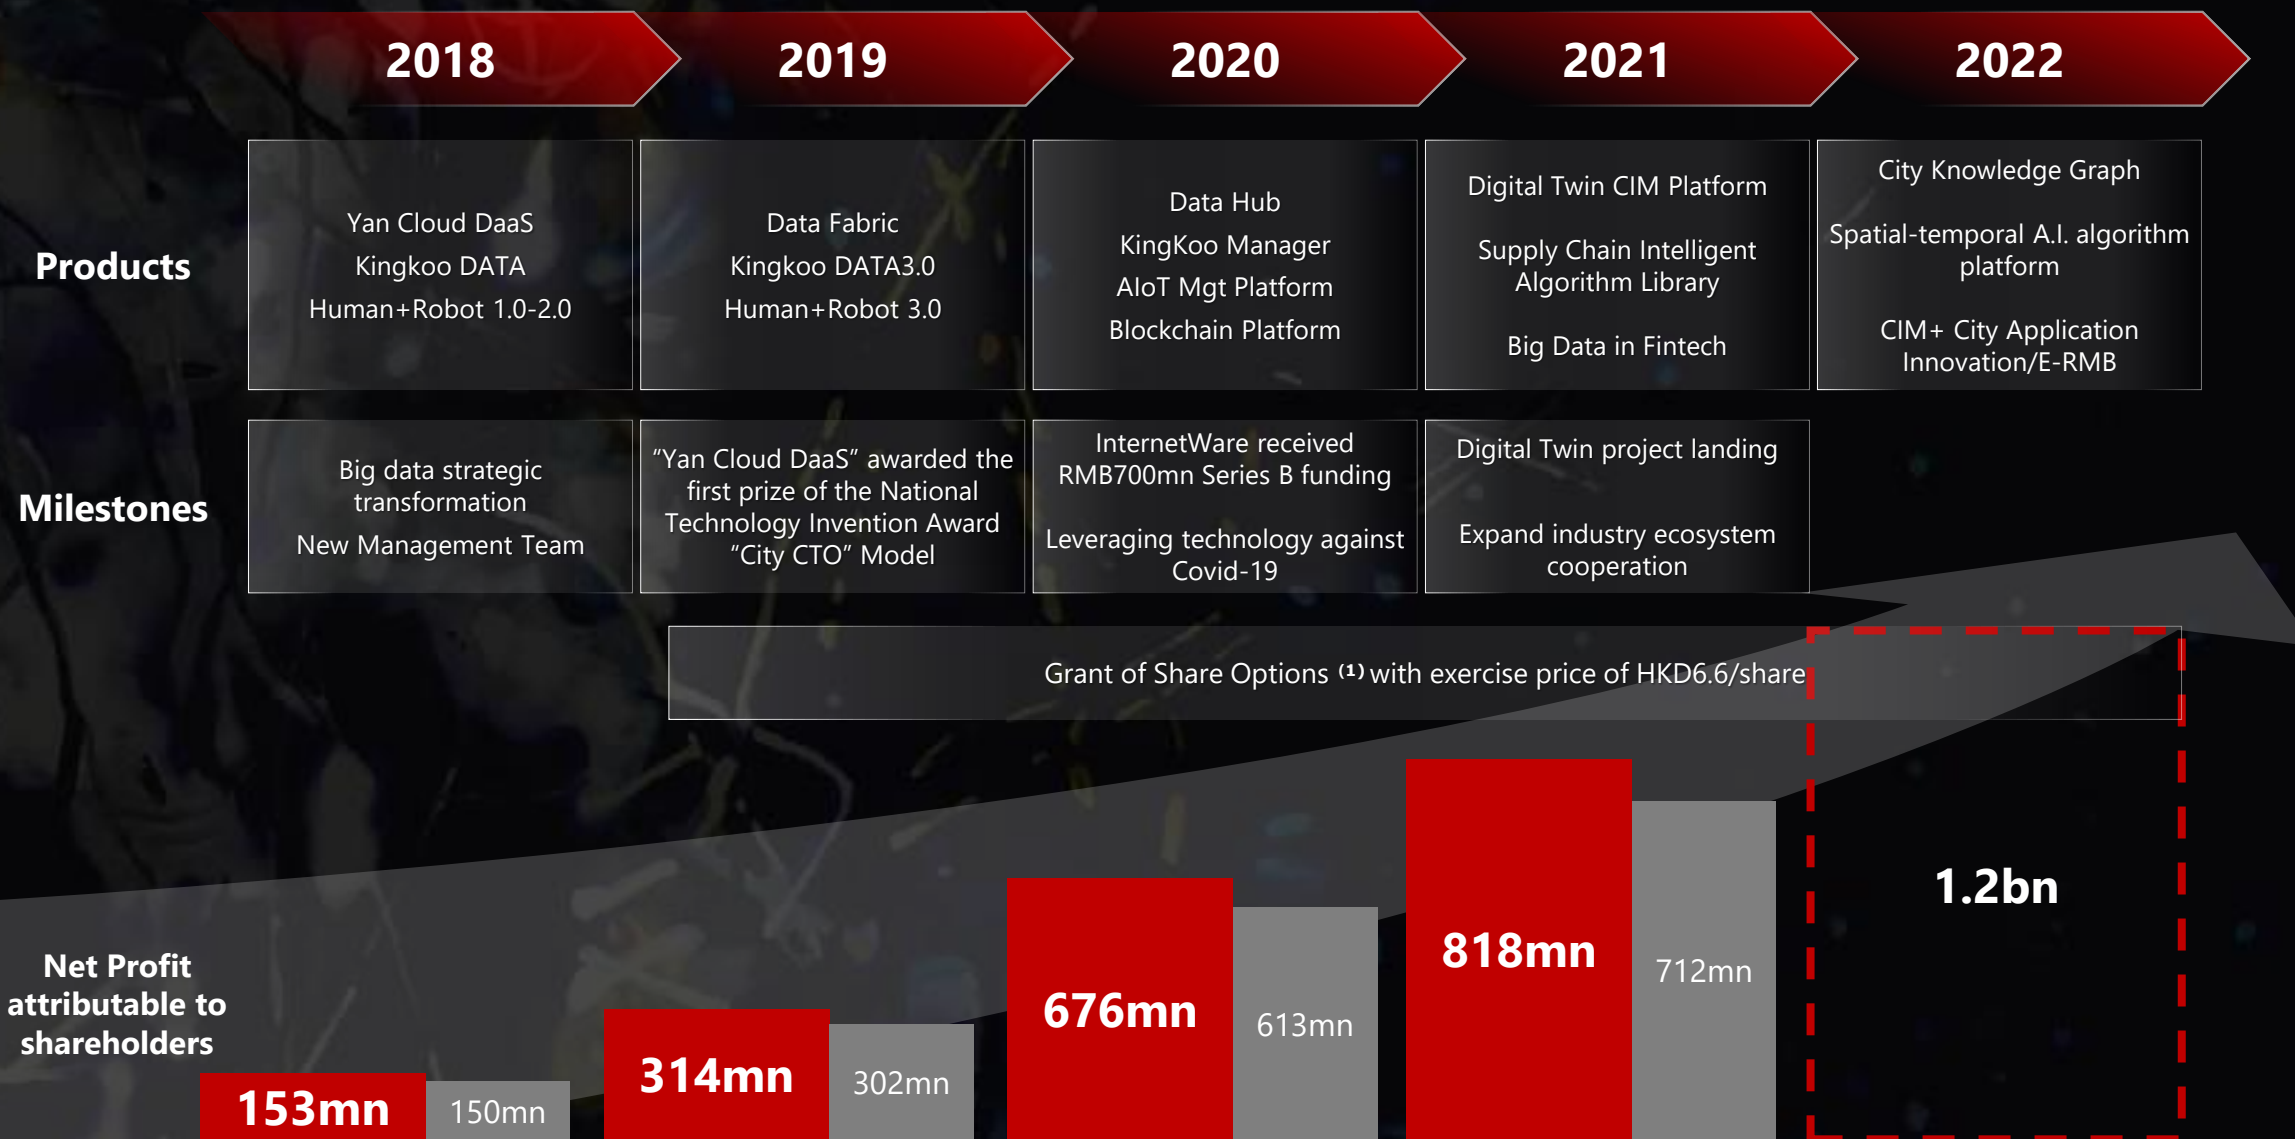 2018
2019
2020
2021
2022
Products
Yan Cloud DaaS
Kingkoo DATA
Human+Robot 1.0-2.0
Data Fabric
Kingkoo DATA3.0
Human+Robot 3.0
Data Hub
KingKoo Manager
AIoT Mgt Platform
Blockchain Platform
Digital Twin CIM Platform
Supply Chain Intelligent
Algorithm Library
Big Data in Fintech
City Knowledge Graph
Spatial-temporal A.I. algorithm
platform
CIM+ City Application
Innovation/E-RMB
Milestones
Big data strategic
transformation
New Management Team
“Yan Cloud DaaS” awarded the
first prize of the National
Technology Invention Award
“City CTO” Model
InternetWare received
RMB700mn Series B funding
Leveraging technology against
Covid-19
Digital Twin project landing
Expand industry ecosystem
cooperation
Grant of Share Options (1) with exercise price of HKD6.6/share
Net Profit
attributable to
shareholders
153mn
150mn
314mn
302mn
676mn
613mn
818mn
712mn
1.2bn